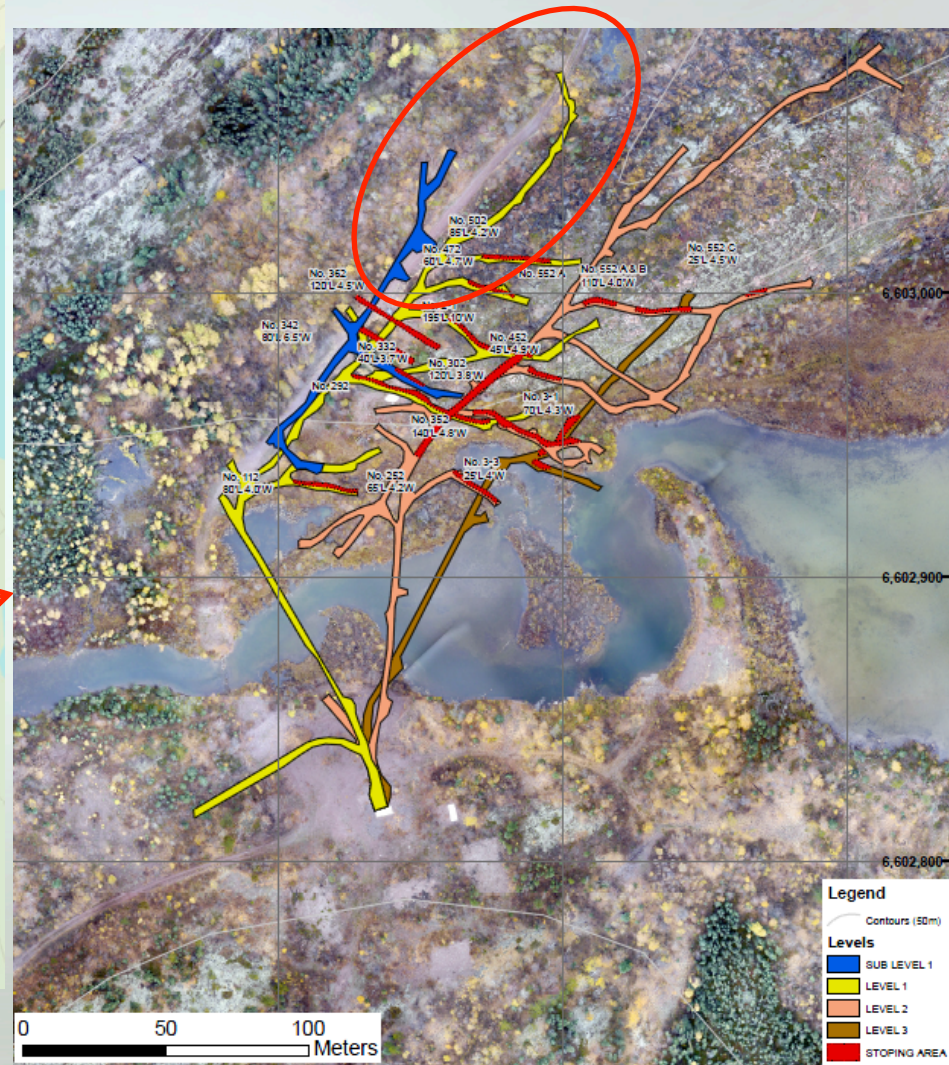 No. 502
85'L 4.2'W
No. 472
60'L 4.7'W
No. 552 C
25'L 4.5'W
No. 362
120'L 4.5'W
No. 552 A
No. 552 A & B
110'L 4.0'W
6,603,000
195'L 10'W
No. 342
80'L 6.5'W
No. 332
40'L 3.7'W
No. 452
45'L 4.9'W
No. 302
120'L 3.8'W
No. 292
No. 3-1
70'L 4.3'W
No. 352
140'L 4.8'W
No. 3-3
25'L 4'W
No. 112
80'L 4.0'W
No. 252
65'L 4.2'W
6,602,900
6,602,800
Legend
Contours (50m)
Levels
SUB LEVEL 1
LEVEL 1
LEVEL 2
LEVEL 3
STOPING AREA
0 50 100
Meters